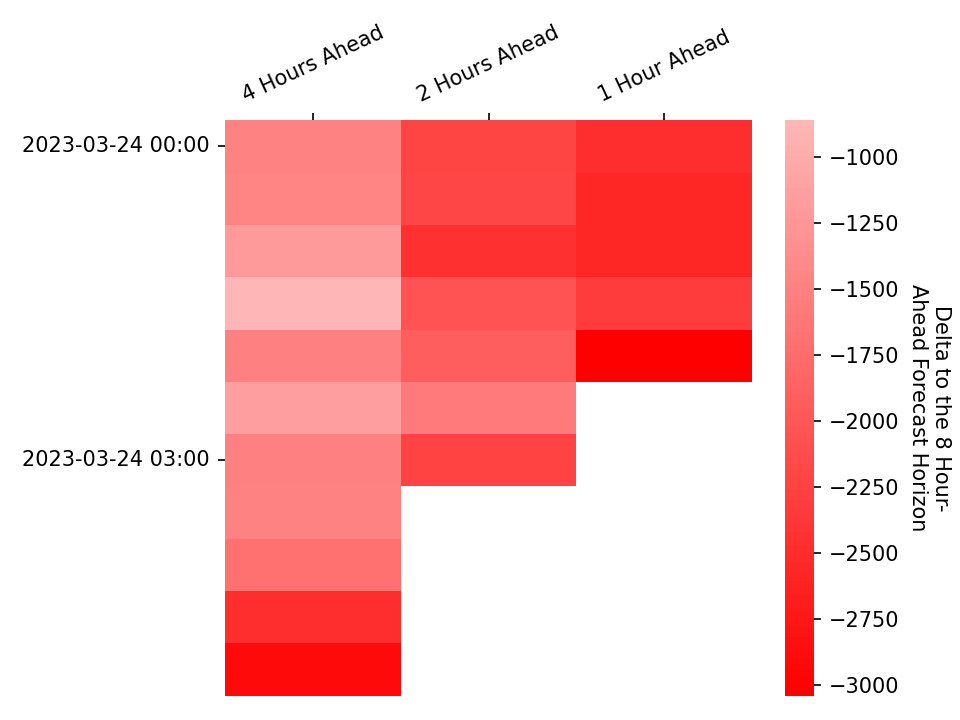 4 Hours Ahead
2 Hours Ahead
1 Hour Ahead
2023-03-24 00:00
2023-03-24 03:00
−1000
−1250
−1500
−1750
−2000
−2250
−2500
−2750
−3000
Delta to the 8 Hour-
Ahead Forecast Horizon